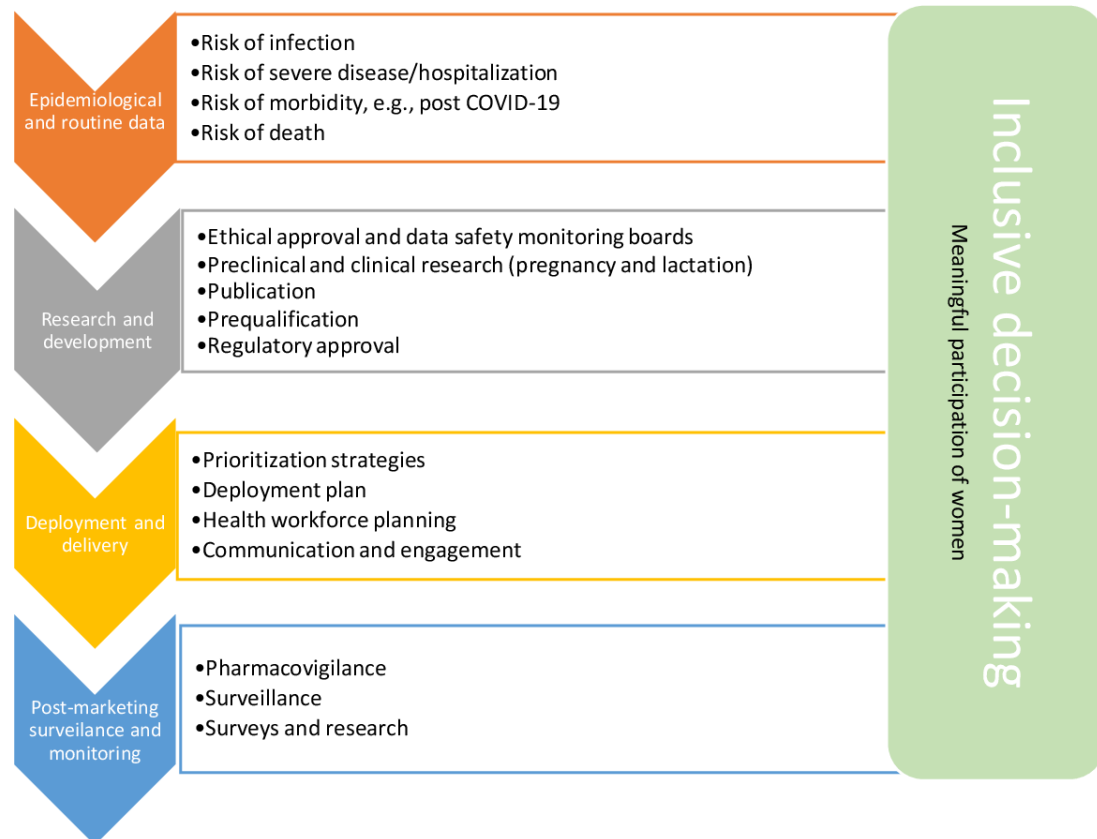 Epidemiological
and routine data
•Risk of infection
•Risk of severe disease/hospitalization
•Risk of morbidity, e.g., post COVID-19
•Risk of death
Research and
development
•Ethical approval and data safety monitoring boards
•Preclinical and clinical research (pregnancy and lactation)
•Publication
•Prequalification
•Regulatory approval
Deployment and
delivery
•Prioritization strategies
•Deployment plan
•Health workforce planning
•Communication and engagement
Post-marketing
surveilance and
monitoring
•Pharmacovigilance
•Surveillance
•Surveys and research
Inclusive decision-making
Meaningful participation of women